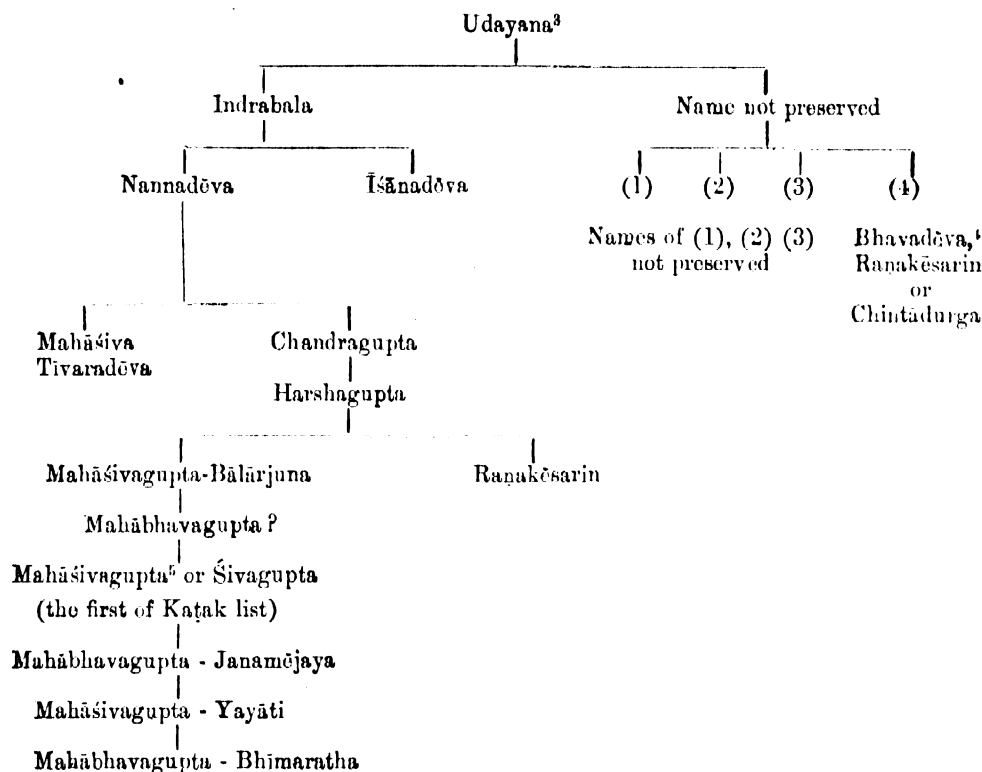 Udayana³
Indrabala
Name not preserved
Nannadēva
Īśānadēva
(1)
(2)
(3)
(4)
Names of (1), (2) (3)
not preserved
Bhavadēva,⁴
Raṇakēsarin
or
Chintādurga
Mahāśiva
Tīvaradēva
Chandragupta
Harshagupta
Mahāśivagupta-Bālārjuna
Raṇakēsarin
Mahābhavagupta ?
Mahāśivagupta⁵ or Śivagupta
(the first of Kaṭak list)
Mahābhavagupta - Janamējaya
Mahāśivagupta - Yayāti
Mahābhavagupta - Bhīmaratha